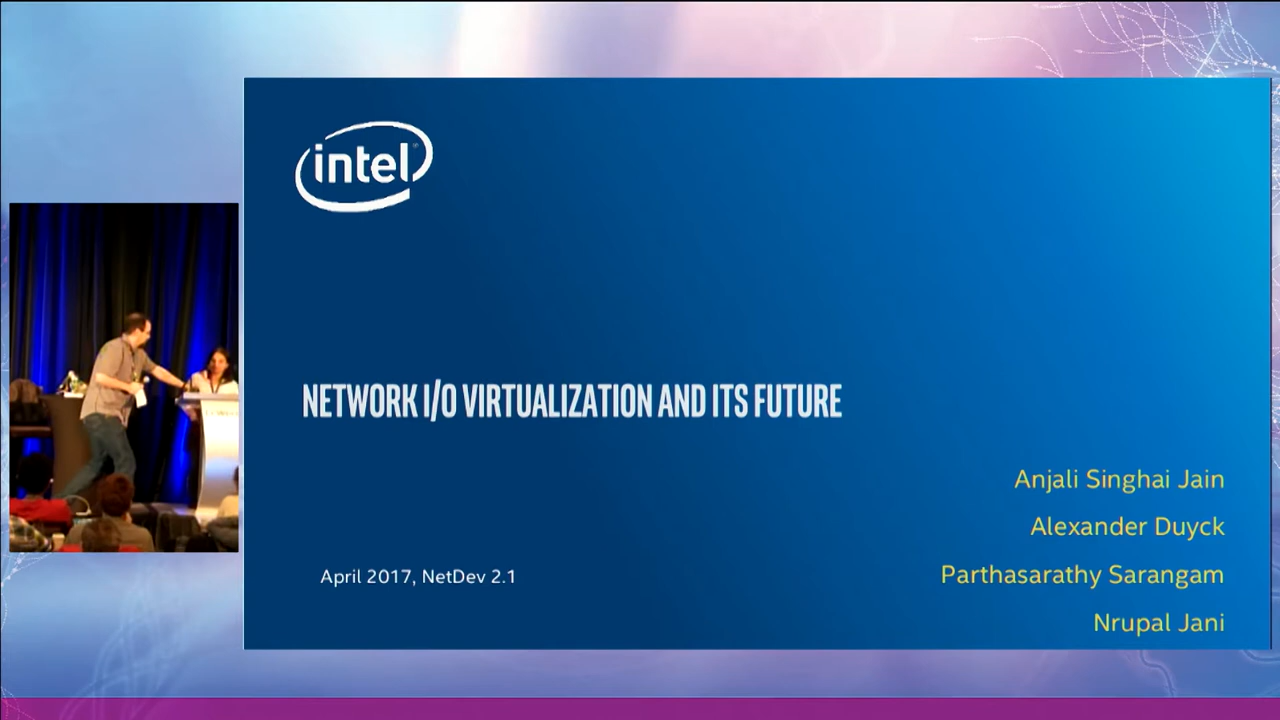 intel
NETWORK I/O VIRTUALIZATION AND ITS FUTURE
Anjali Singhai Jain
Alexander Duyck
April 2017, NetDev 2.1
Parthasarathy Sarangam
Nrupal Jani